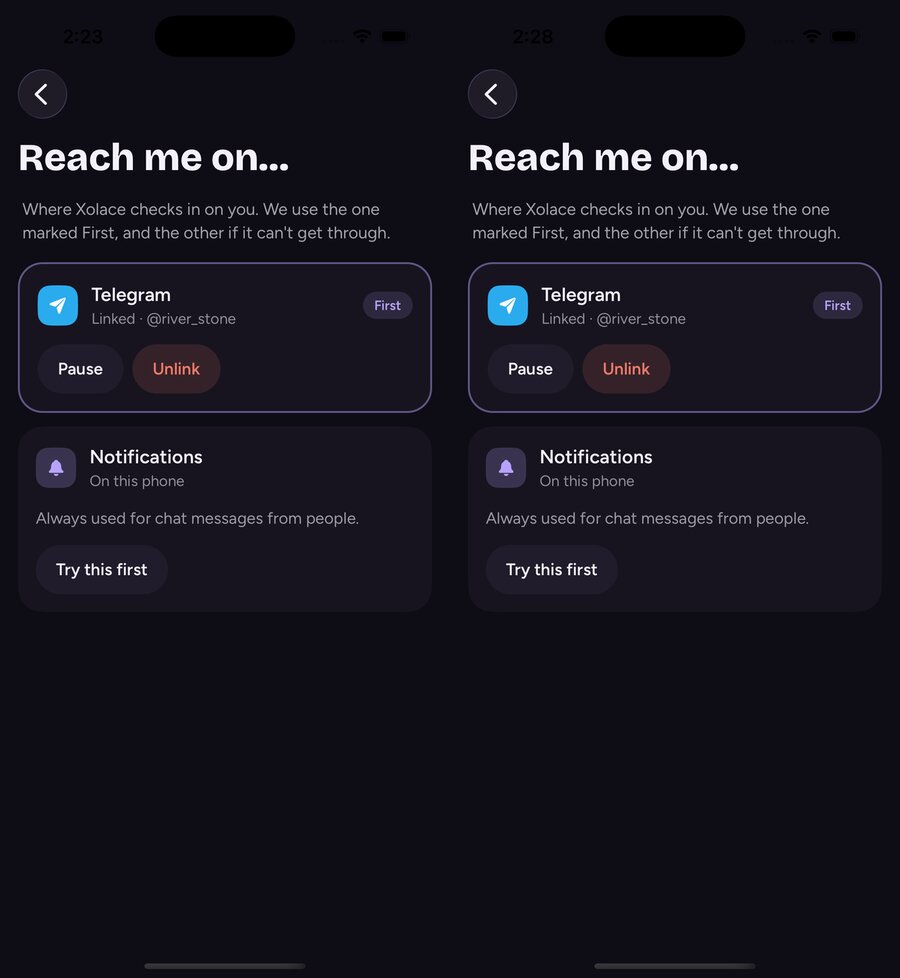 2:23
Reach me on...
Where Xolace checks in on you. We use the one
marked First, and the other if it can't get through.
Telegram
First
Linked · @river_stone
Pause
Unlink
Notifications
On this phone
Always used for chat messages from people.
Try this first
2:28
Reach me on...
Where Xolace checks in on you. We use the one
marked First, and the other if it can't get through.
Telegram
First
Linked · @river_stone
Pause
Unlink
Notifications
On this phone
Always used for chat messages from people.
Try this first